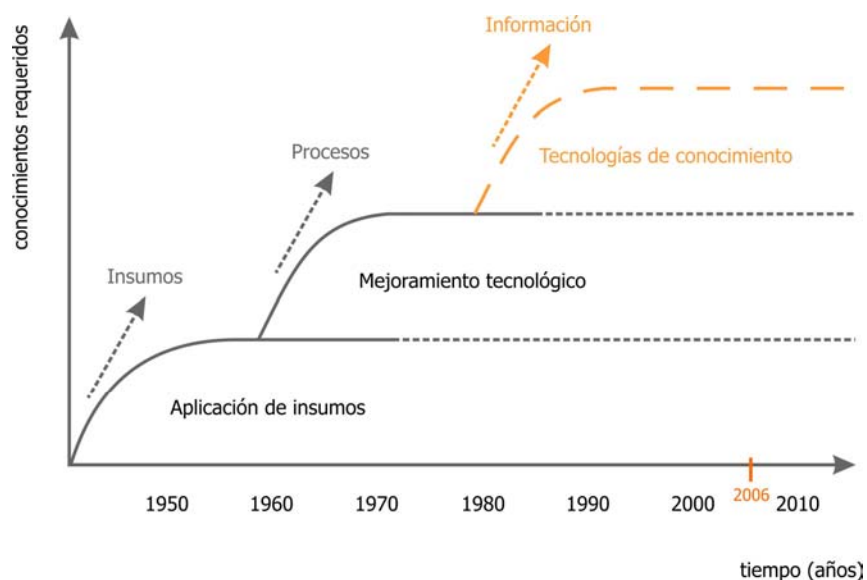 Información
conocimientos requeridos
Procesos
Tecnologías de conocimiento
Insumos
Mejoramiento tecnológico
Aplicación de insumos
2006
1950 1960 1970 1980 1990 2000 2010
tiempo (años)